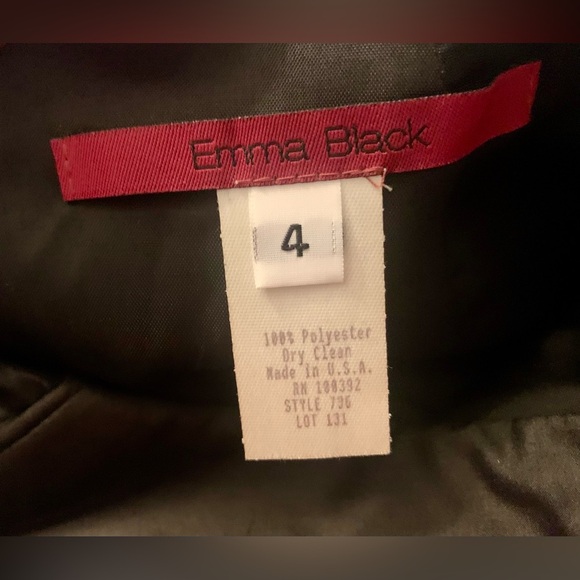 Emma Black
4
100% Polyester
Dry Clean
Made in U.S.A.
RN 100392
STYLE 736
LOT 131